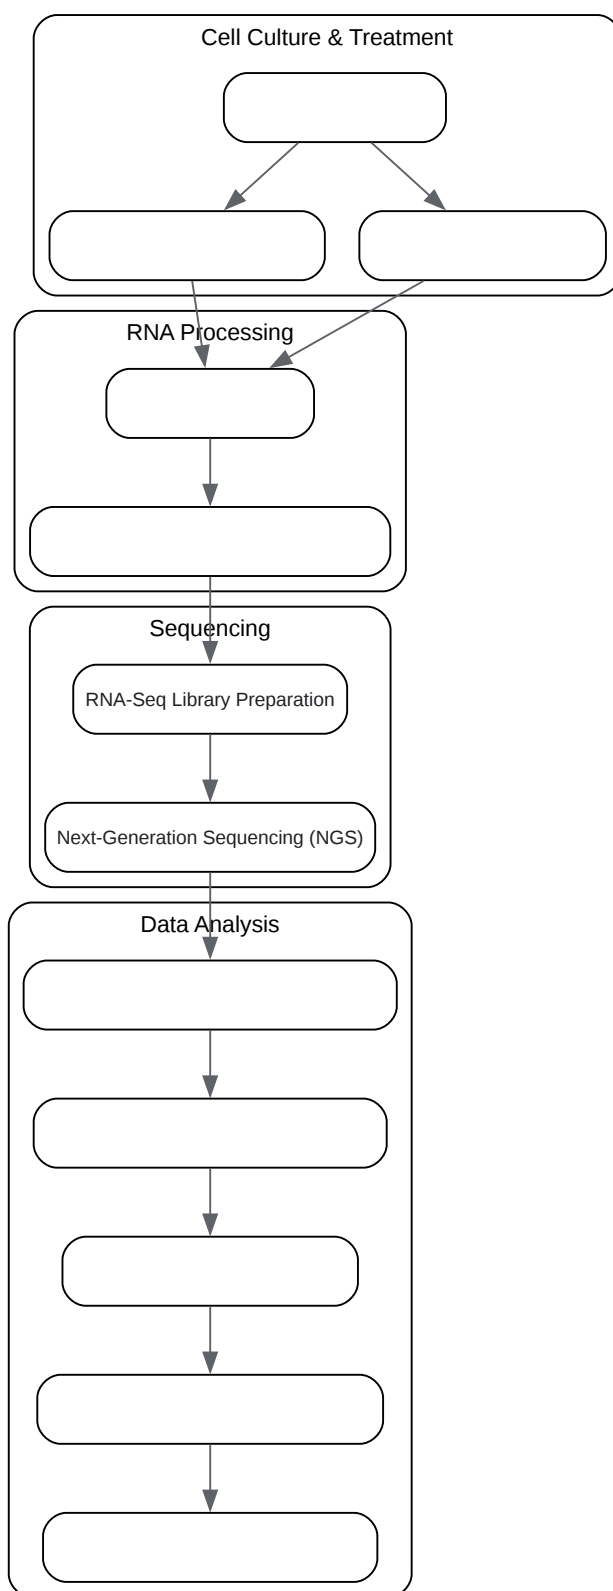 Cell Culture & Treatment
RNA Processing
Sequencing
RNA-Seq Library Preparation
Next-Generation Sequencing (NGS)
Data Analysis